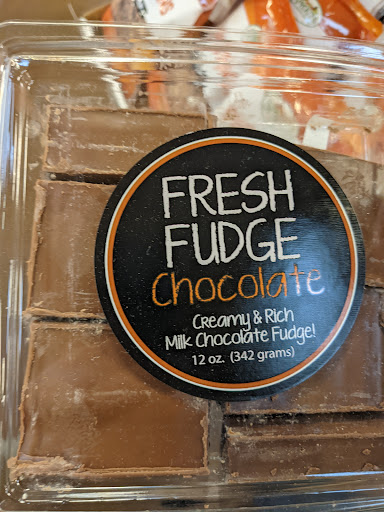 FRESH
FUDGE
Chocolate
Creamy & Rich
Milk Chocolate Fudge!
12 oz. (342 grams)